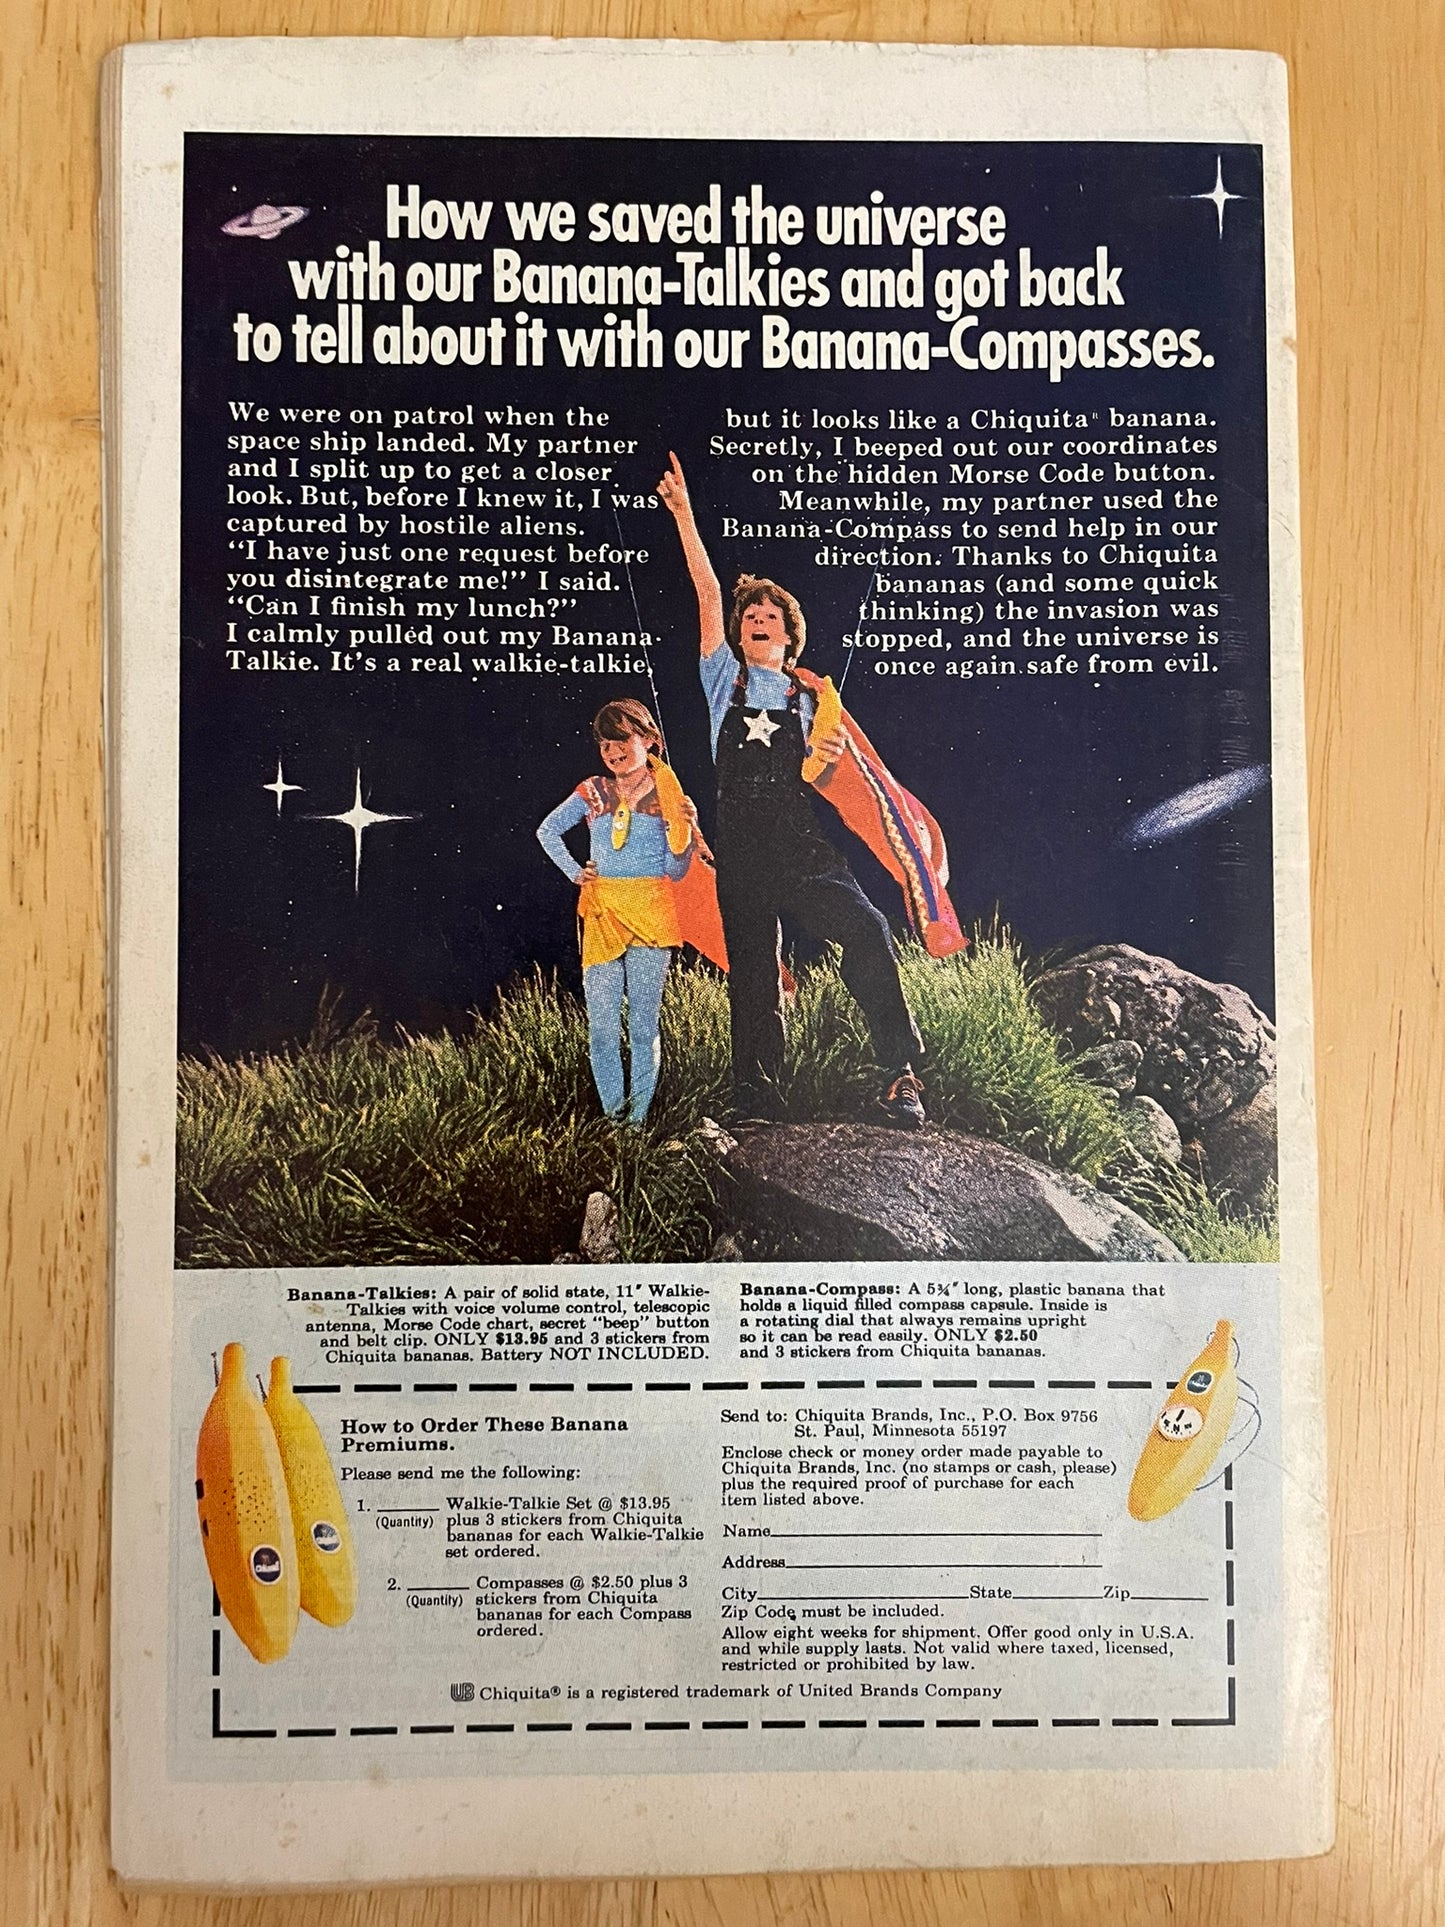 How we saved the universe
with our Banana-Talkies and got back
to tell about it with our Banana-Compasses.
We were on patrol when the
space ship landed. My partner
and I split up to get a closer
look. But, before I knew it, I was
captured by hostile aliens.
“I have just one request before
you disintegrate me!” I said.
“Can I finish my lunch?”
I calmly pulled out my Banana-
Talkie. It's a real walkie-talkie,
but it looks like a Chiquita® banana.
Secretly, I beeped out our coordinates
on the hidden Morse Code button.
Meanwhile, my partner used the
Banana-Compass to send help in our
direction. Thanks to Chiquita
bananas (and some quick
thinking) the invasion was
stopped, and the universe is
once again safe from evil.
Banana-Talkies: A pair of solid state, 11" Walkie-
Talkies with voice volume control, telescopic
antenna, Morse Code chart, secret "beep" button
and belt clip. ONLY $13.95 and 3 stickers from
Chiquita bananas. Battery NOT INCLUDED.
Banana-Compass: A 5¾" long, plastic banana that
holds a liquid filled compass capsule. Inside is
a rotating dial that always remains upright
so it can be read easily. ONLY $2.50
and 3 stickers from Chiquita bananas.
How to Order These Banana
Premiums.
Please send me the following:
1. ______ Walkie-Talkie Set @ $13.95
(Quantity) plus 3 stickers from Chiquita
bananas for each Walkie-Talkie
set ordered.
2. ______ Compasses @ $2.50 plus 3
(Quantity) stickers from Chiquita
bananas for each Compass
ordered.
Send to: Chiquita Brands, Inc., P.O. Box 9756
St. Paul, Minnesota 55197
Enclose check or money order made payable to
Chiquita Brands, Inc. (no stamps or cash, please)
plus the required proof of purchase for each
item listed above.
Name
Address
City State Zip
Zip Code must be included.
Allow eight weeks for shipment. Offer good only in U.S.A.
and while supply lasts. Not valid where taxed, licensed,
restricted or prohibited by law.
UB Chiquita® is a registered trademark of United Brands Company